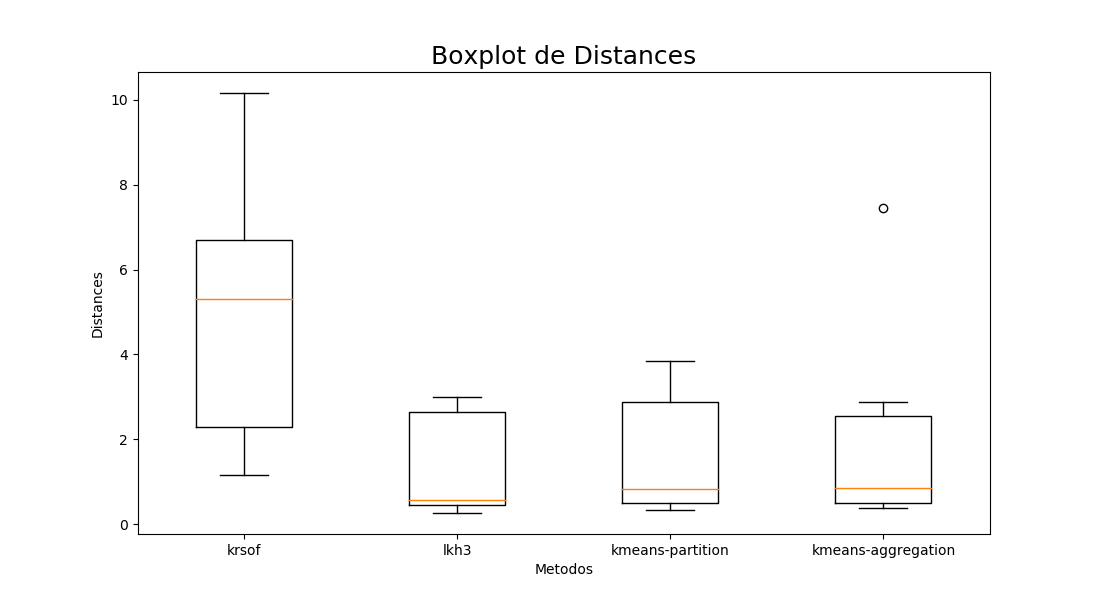 Boxplot de Distances
10
8
6
4
2
0
Distances
krsof
lkh3
kmeans-partition
kmeans-aggregation
Metodos